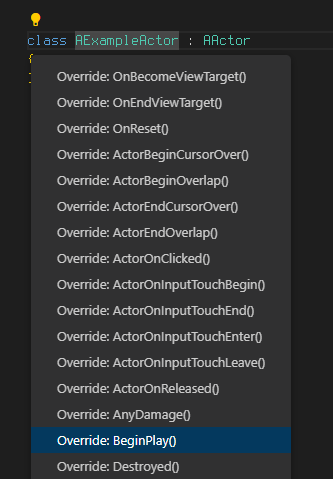 class AExampleActor : AActor
{
Override: OnBecomeViewTarget()
Override: OnEndViewTarget()
Override: OnReset()
Override: ActorBeginCursorOver()
Override: ActorBeginOverlap()
Override: ActorEndCursorOver()
Override: ActorEndOverlap()
Override: ActorOnClicked()
Override: ActorOnInputTouchBegin()
Override: ActorOnInputTouchEnd()
Override: ActorOnInputTouchEnter()
Override: ActorOnInputTouchLeave()
Override: ActorOnReleased()
Override: AnyDamage()
Override: BeginPlay()
Override: Destroyed()